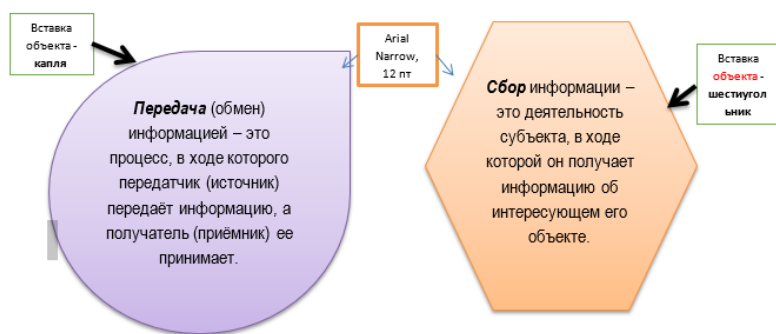 Вставка
объекта -
капля
Arial
Narrow,
12 пт
Вставка
объекта -
шестиугол
ьник
Передача (обмен)
информацией – это
процесс, в ходе которого
передатчик (источник)
передаёт информацию, а
получатель (приёмник) ее
принимает.
Сбор информации –
это деятельность
субъекта, в ходе
которой он получает
информацию об
интересующем его
объекте.